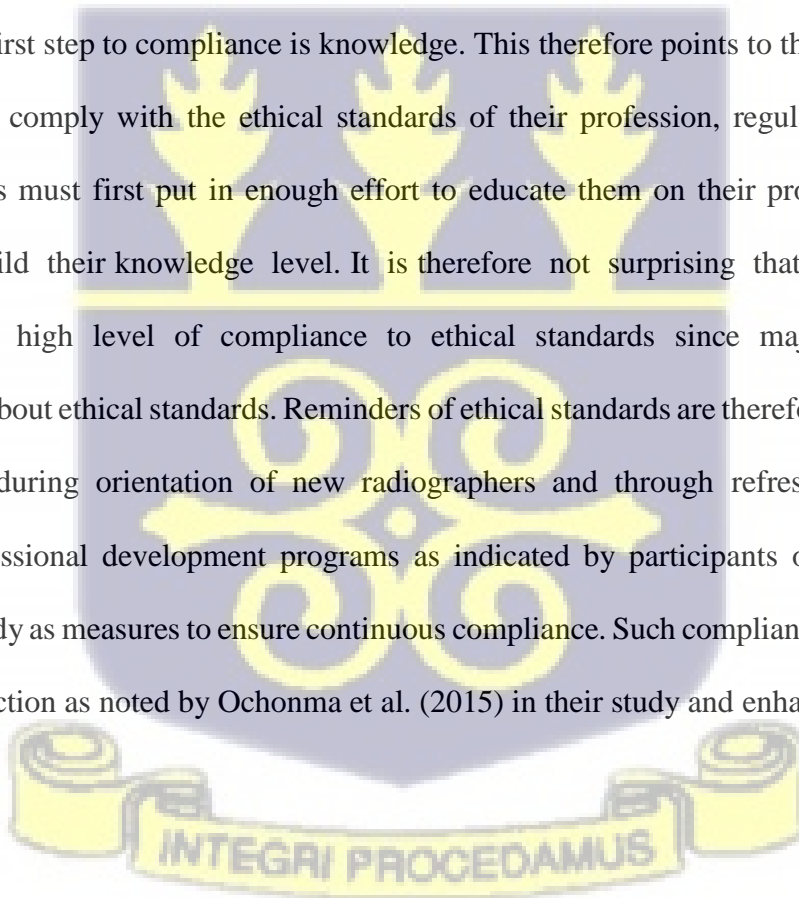 irst step to compliance is knowledge. This therefore points to th
comply with the ethical standards of their profession, regul
s must first put in enough effort to educate them on their pro
ild their knowledge level. It is therefore not surprising that
high level of compliance to ethical standards since maj
bout ethical standards. Reminders of ethical standards are therefo
during orientation of new radiographers and through refres
ssional development programs as indicated by participants o
dy as measures to ensure continuous compliance. Such complian
ction as noted by Ochonma et al. (2015) in their study and enha
INTEGRI PROCEDAMUS